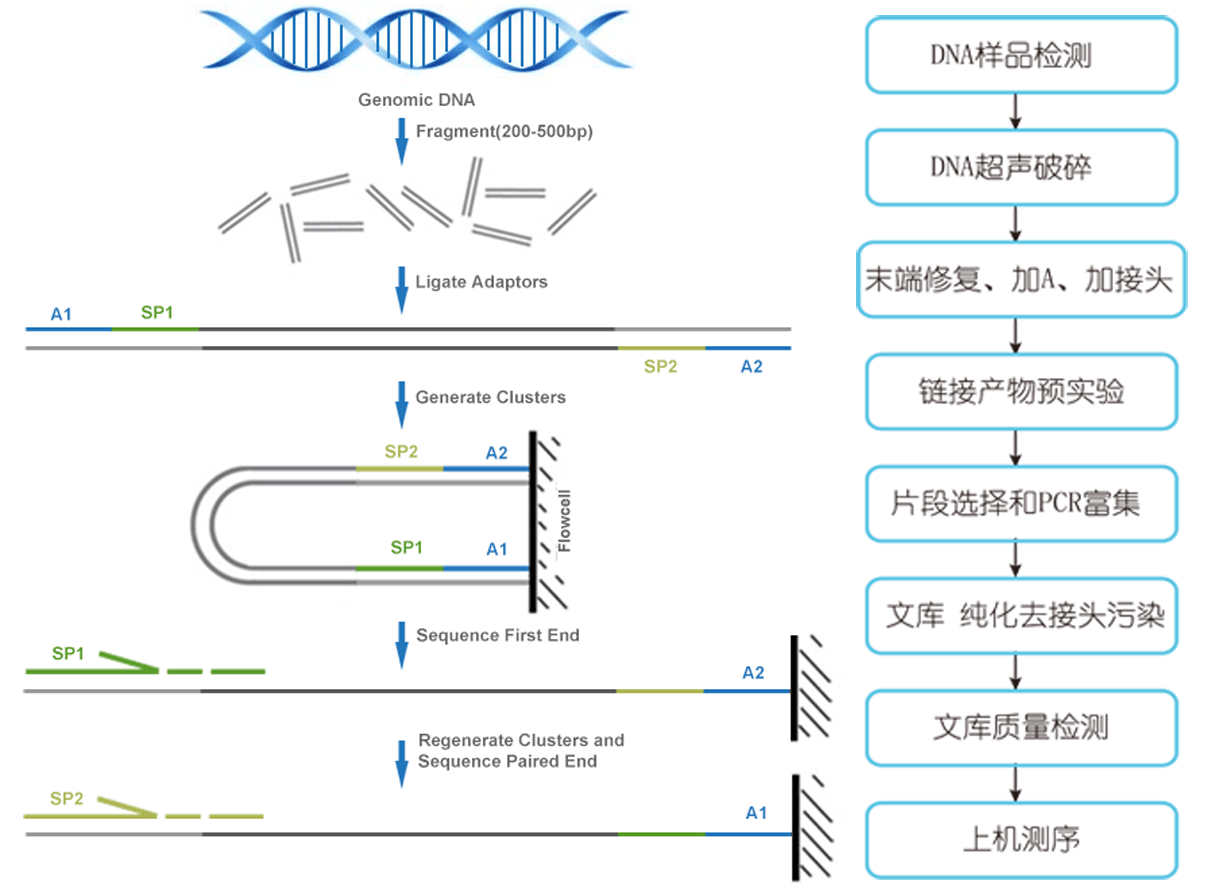 Genomic DNA
Fragment(200-500bp)
Ligate Adaptors
A1
SP1
SP2
A2
Generate Clusters
SP2
A2
Flowcell
SP1
A1
Sequence First End
SP1
A2
Regenerate Clusters and
Sequence Paired End
SP2
A1
DNA样品检测
DNA超声破碎
末端修复、加A、加接头
链接产物预实验
片段选择和PCR富集
文库 纯化去接头污染
文库质量检测
上机测序